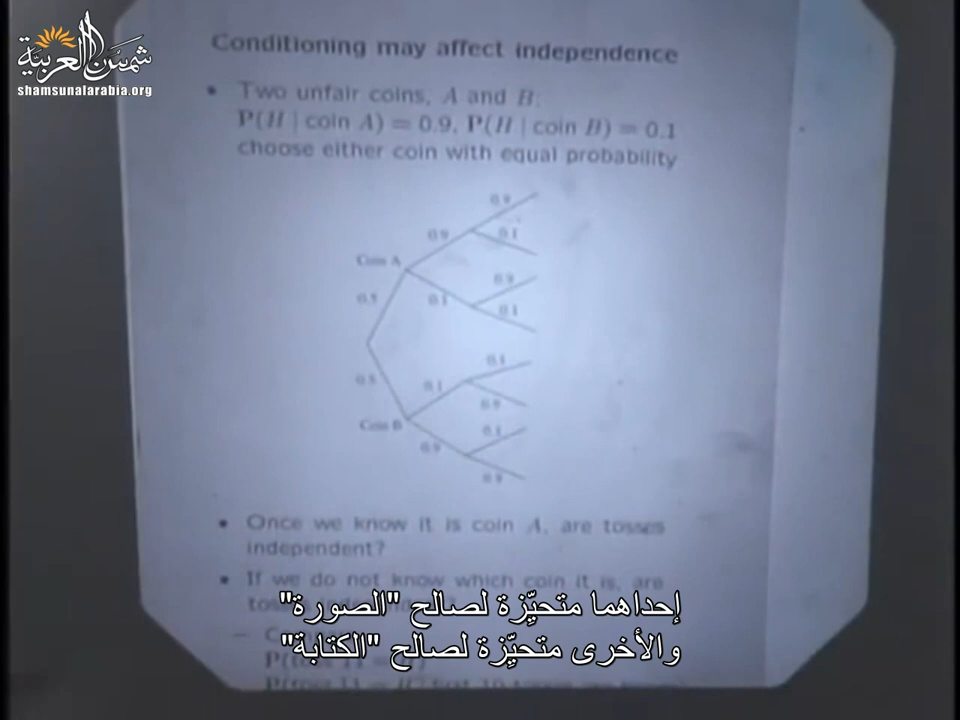 شمسن العربية
shamsunalarabia.org
Conditioning may affect independence
• Two unfair coins, A and B:
P(H | coin A) = 0.9, P(H | coin B) = 0.1
choose either coin with equal probability
0.9
0.9
0.1
Coin A
0.5
0.1
0.9
0.1
0.5
0.1
0.1
0.9
Coin B
0.9
0.1
0.9
• Once we know it is coin A, are tosses
independent?
• If we do not know which coin it is, are
إحداهما متحيِّزة لصالح "الصورة"
والأخرى متحيِّزة لصالح "الكتابة"